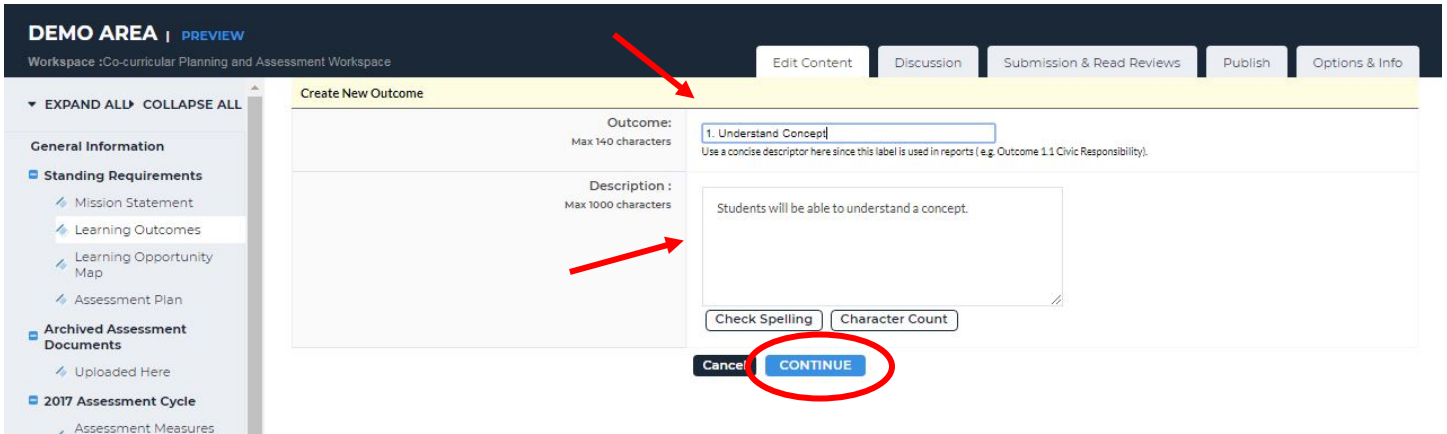 DEMO AREA | PREVIEW
Workspace :Co-curricular Planning and Assessment Workspace
Edit Content
Discussion
Submission & Read Reviews
Publish
Options & Info
EXPAND ALL COLLAPSE ALL
General Information
Standing Requirements
Mission Statement
Learning Outcomes
Learning Opportunity
Map
Assessment Plan
Archived Assessment
Documents
Uploaded Here
2017 Assessment Cycle
Assessment Measures
Create New Outcome
Outcome:
Max 140 characters
1. Understand Concept
Use a concise descriptor here since this label is used in reports ( e.g. Outcome 1.1 Civic Responsibility).
Description :
Max 1000 characters
Students will be able to understand a concept.
Check Spelling
Character Count
Cancel
CONTINUE